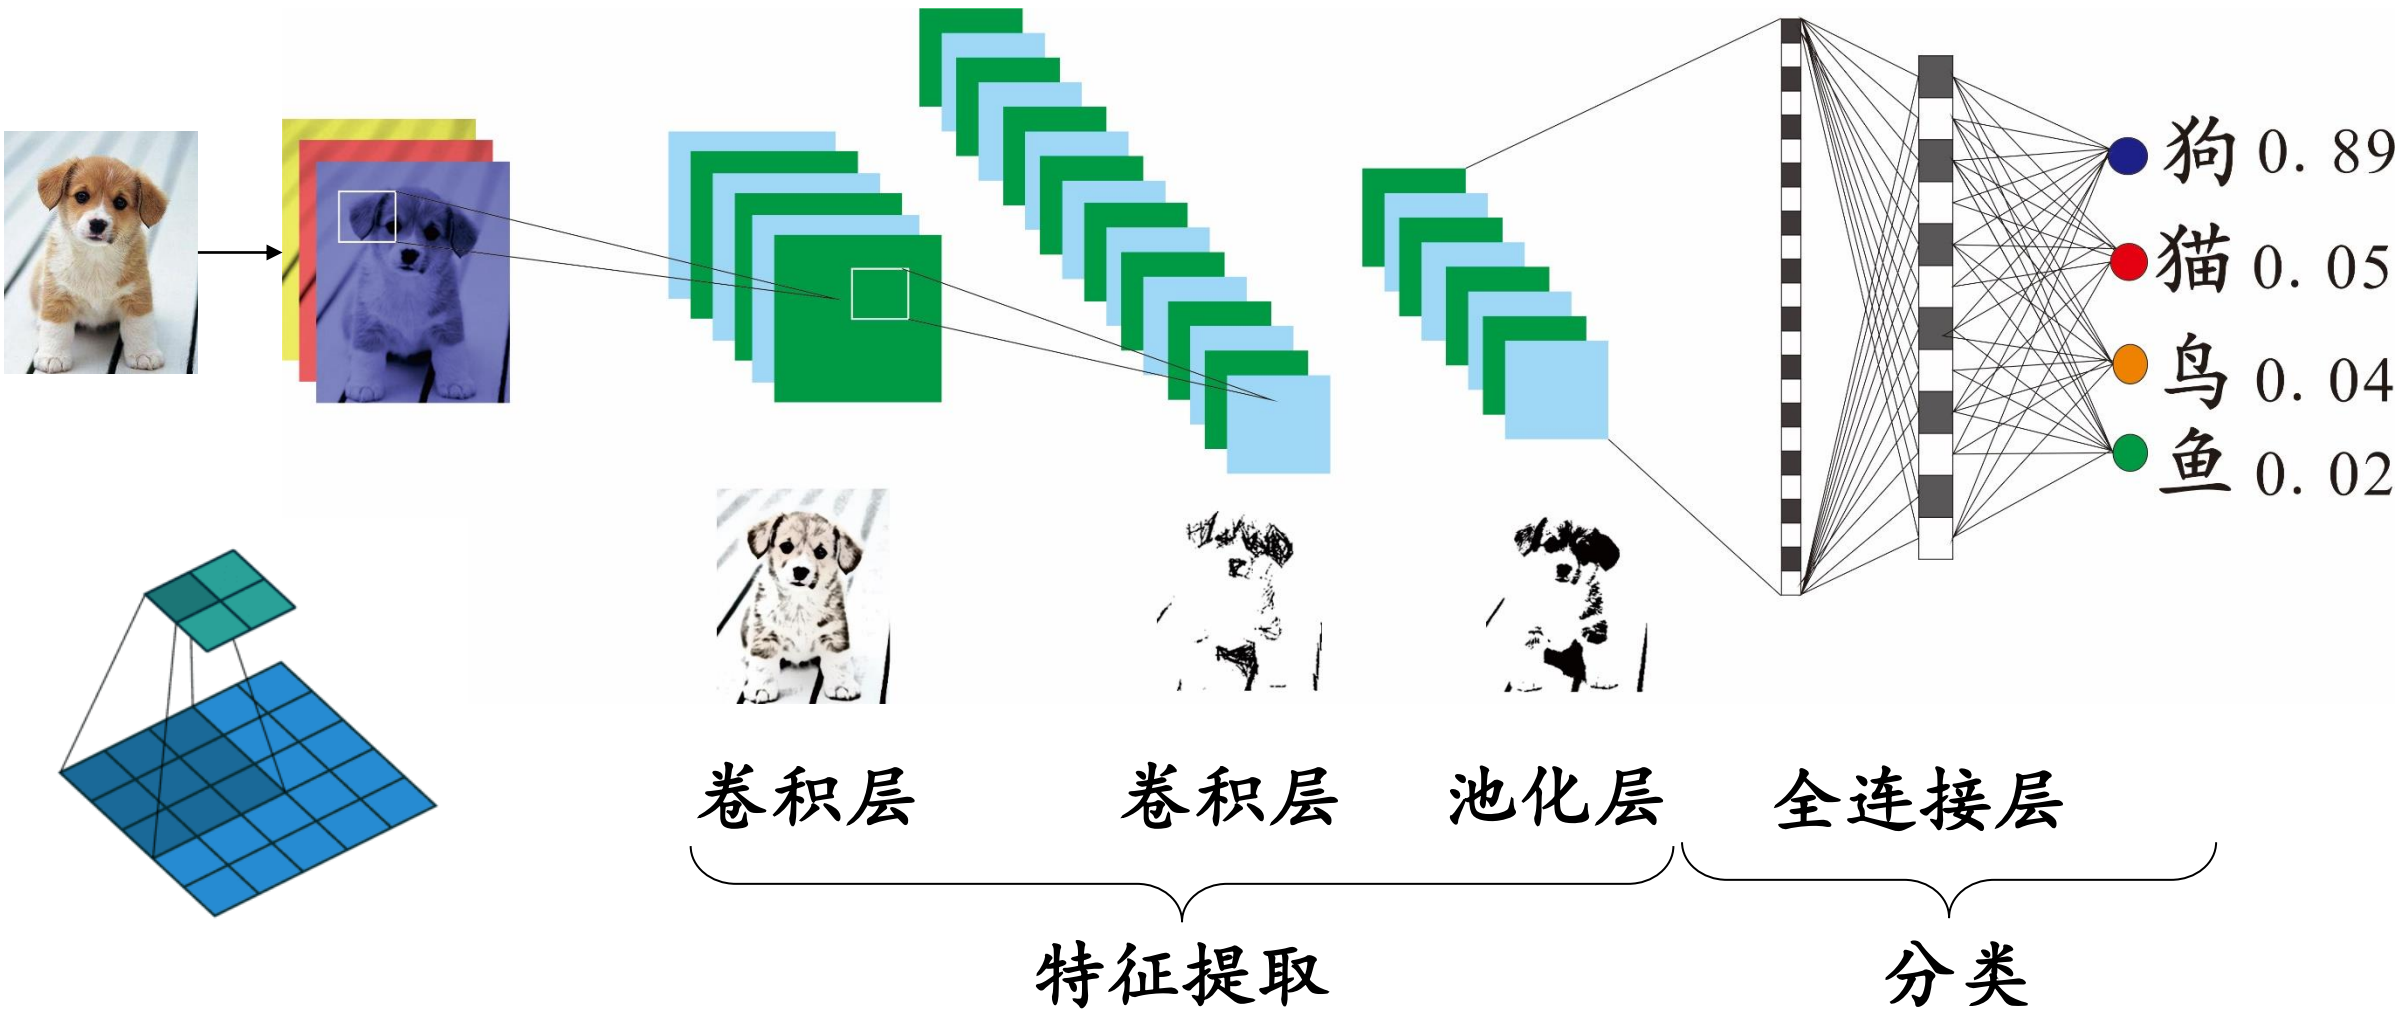 狗 0. 89
猫 0. 05
鸟 0. 04
鱼 0. 02
卷积层 卷积层 池化层 全连接层
特征提取 分类